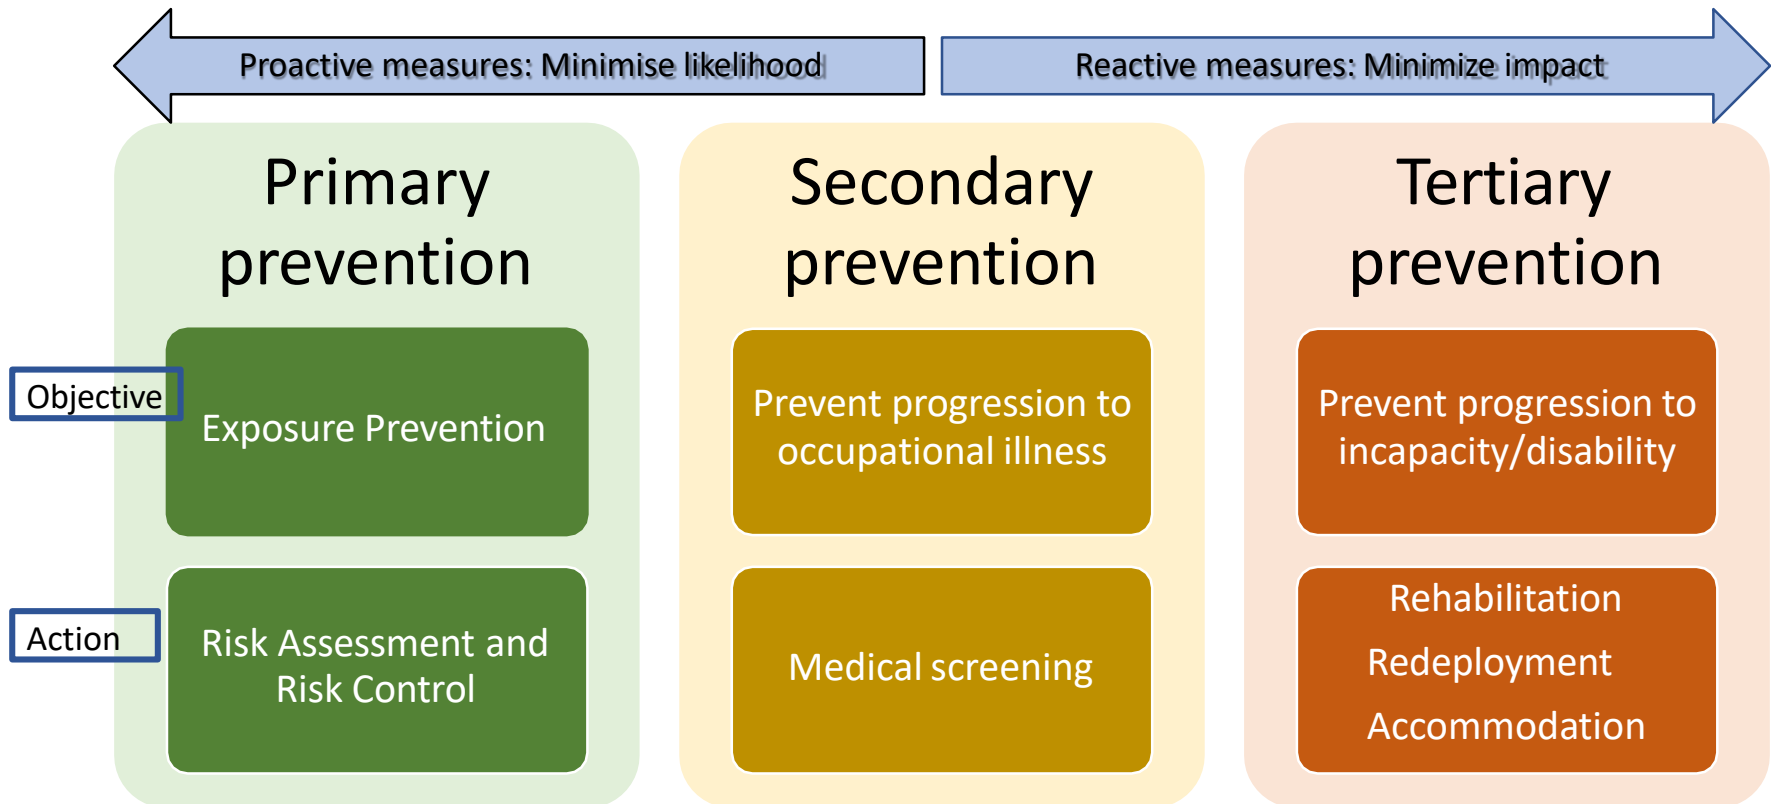 Proactive measures: Minimise likelihood
Reactive measures: Minimize impact
Primary
prevention
Secondary
prevention
Tertiary
prevention
Objective
Exposure Prevention
Prevent progression to
occupational illness
Prevent progression to
incapacity/disability
Action
Risk Assessment and
Risk Control
Medical screening
Rehabilitation
Redeployment
Accommodation